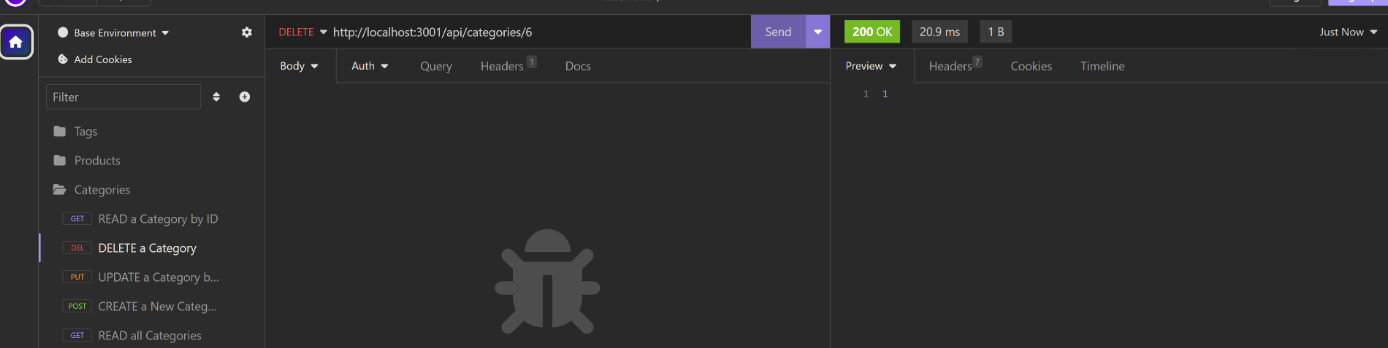 Base Environment
Add Cookies
Filter
Tags
Products
Categories
GET READ a Category by ID
DEL DELETE a Category
PUT UPDATE a Category b...
POST CREATE a New Categ...
GET READ all Categories
DELETE http://localhost:3001/api/categories/6 Send
Body Auth Query Headers 1 Docs
200 OK 20.9 ms 1 B Just Now
Preview Headers 7 Cookies Timeline
1 1